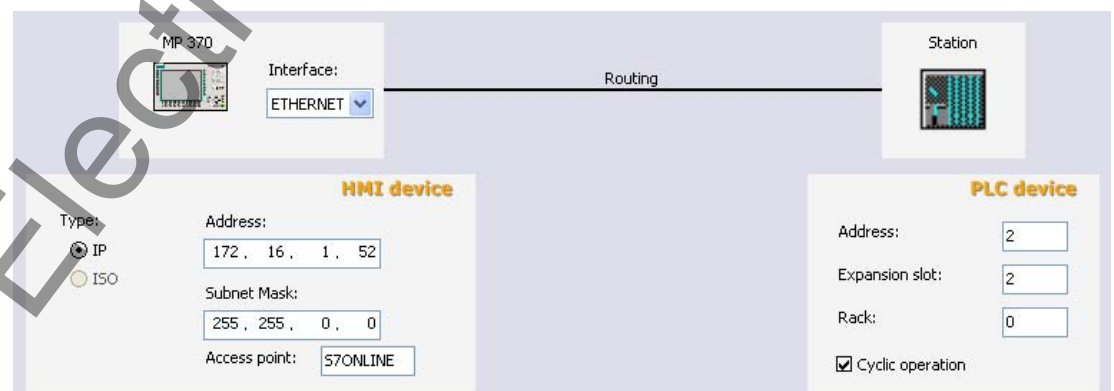 MP 370
Interface:
ETHERNET
Routing
Station
HMI device
Type:
IP
ISO
Address:
172 . 16 . 1 . 52
Subnet Mask:
255 . 255 . 0 . 0
Access point: S7ONLINE
PLC device
Address: 2
Expansion slot: 2
Rack: 0
Cyclic operation
Electri